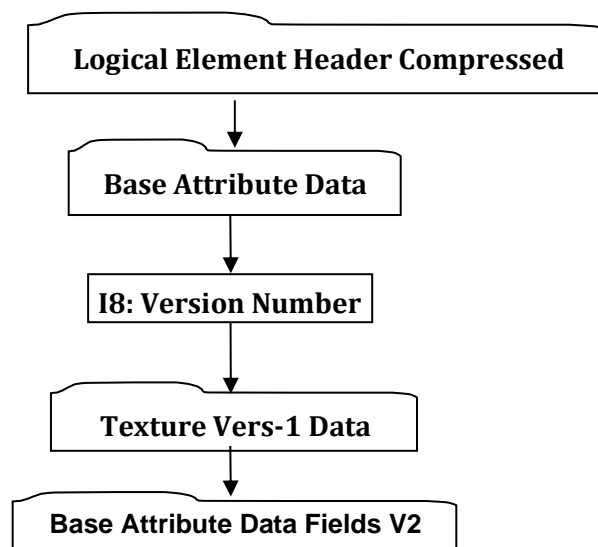 Logical Element Header Compressed
Base Attribute Data
I8: Version Number
Texture Vers-1 Data
Base Attribute Data Fields V2